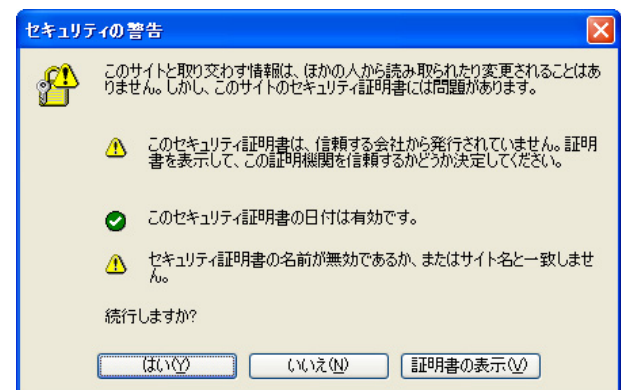 セキュリティの警告
このサイトと取り交わす情報は、ほかの人から読み取られたり変更されることはあ
りません。しかし、このサイトのセキュリティ証明書には問題があります。
このセキュリティ証明書は、信頼する会社から発行されていません。証明
書を表示して、この証明機関を信頼するかどうか決定してください。
このセキュリティ証明書の日付は有効です。
セキュリティ証明書の名前が無効であるか、またはサイト名と一致しませ
ん。
続行しますか?
はい(Y) いいえ(N) 証明書の表示(V)